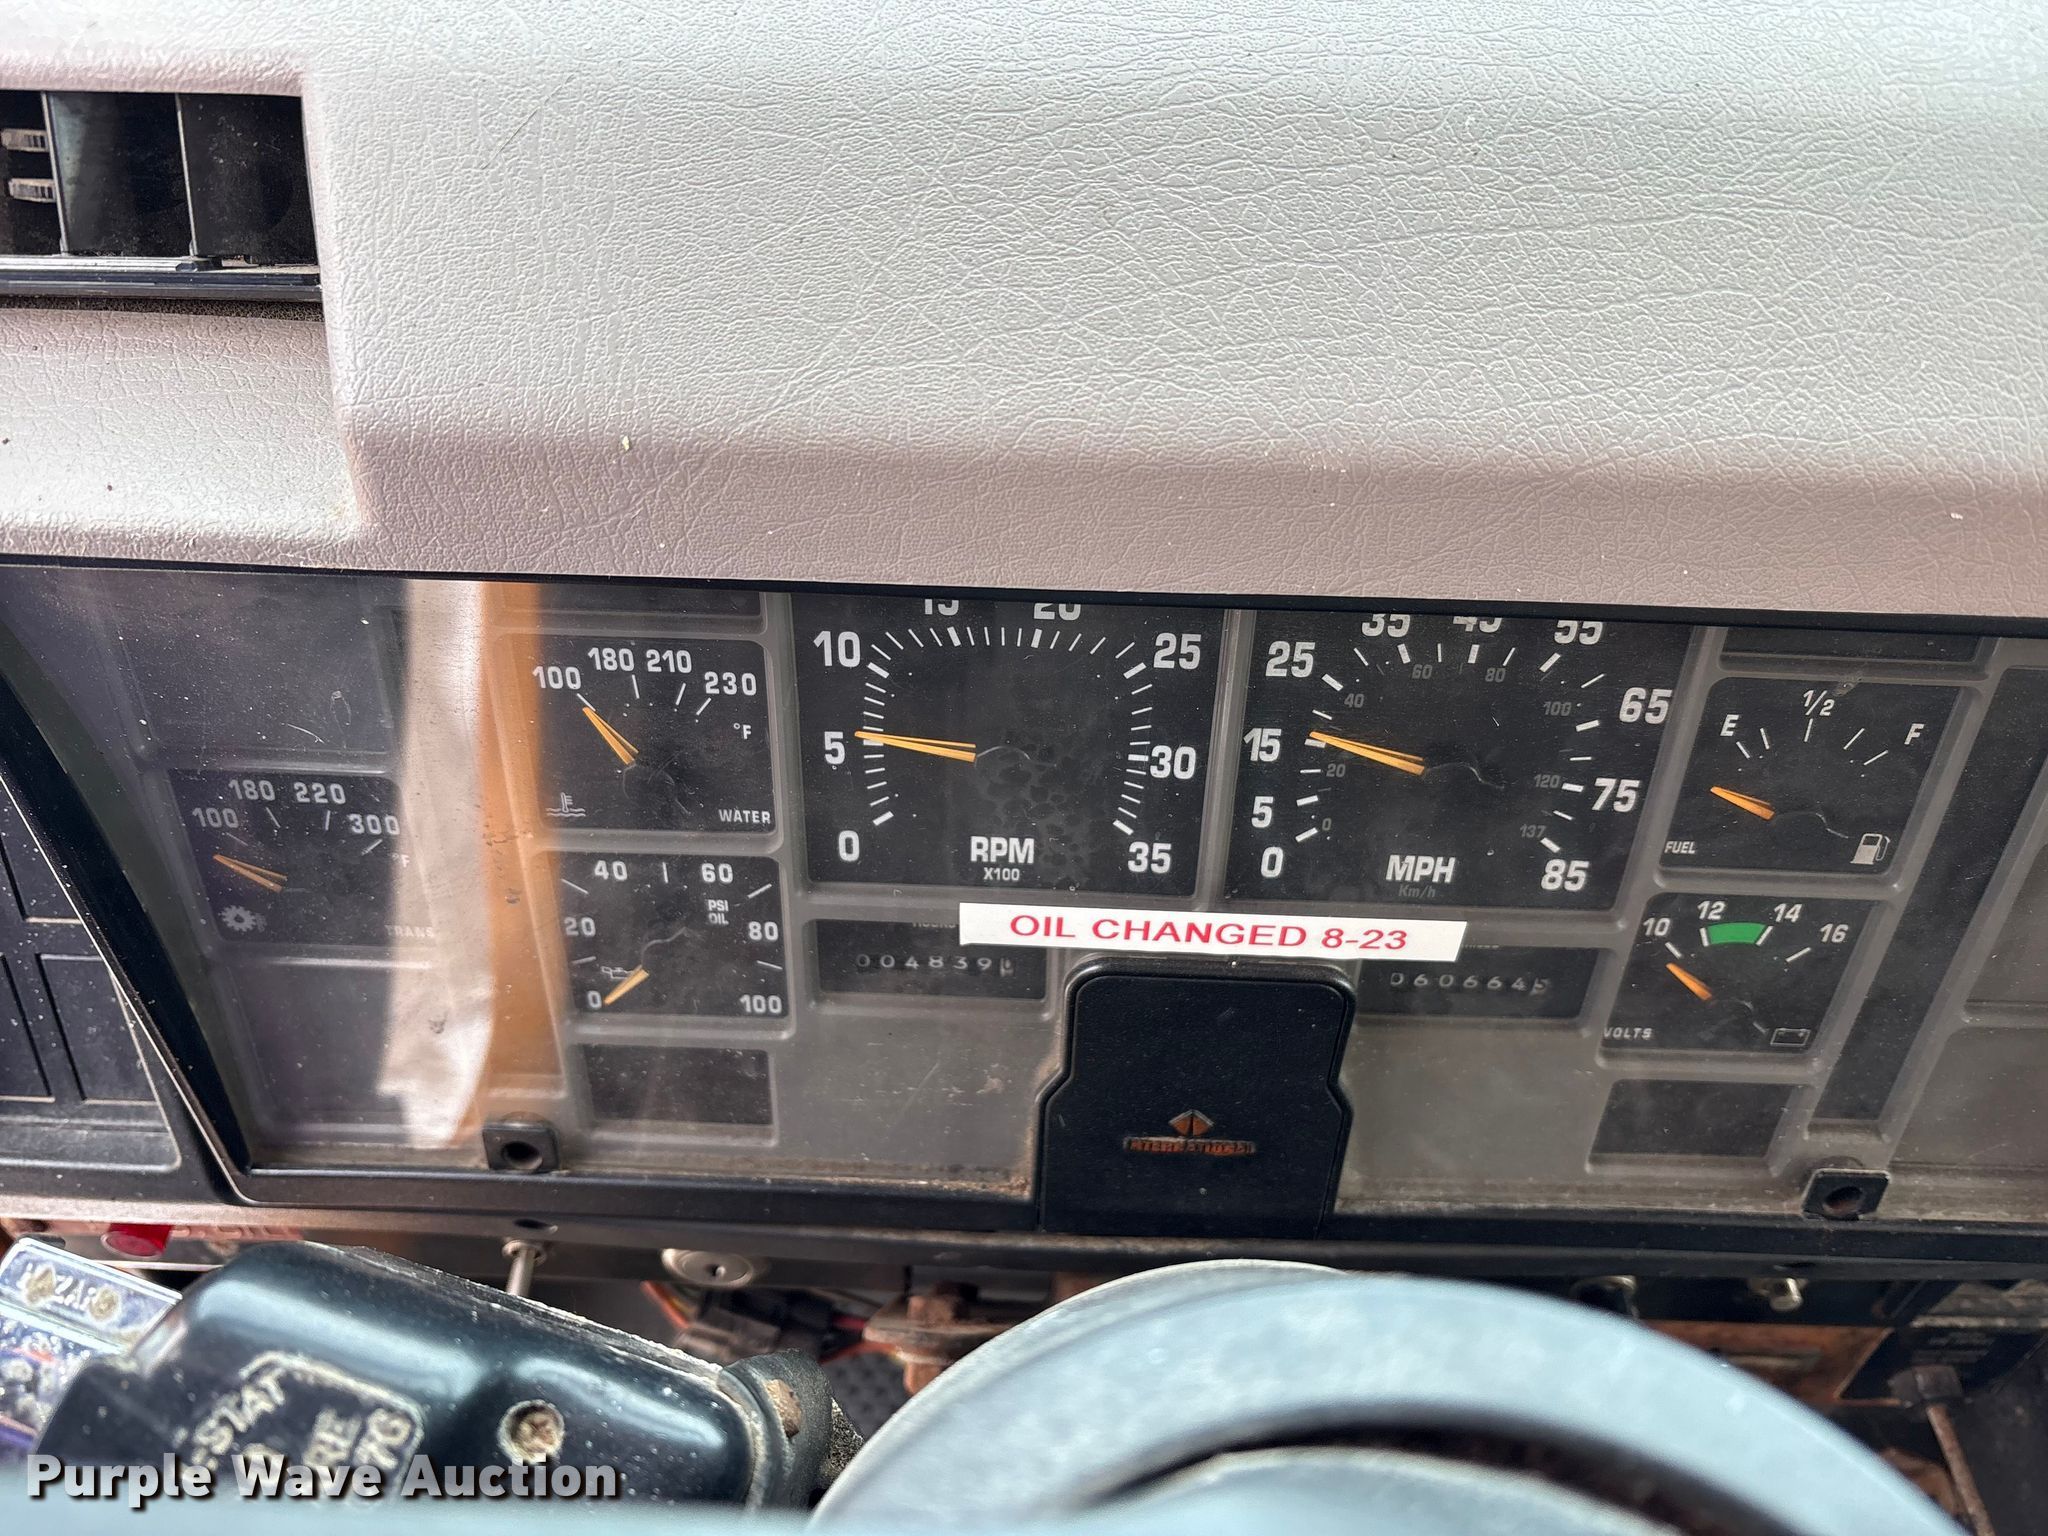 15 20
10 25
5 30
0 35
RPM
X100
35 45 55
25 65
15 75
5 85
0
60 80
40 100
20 120
0 137
MPH
Km/h
100 180 210 230
°F
WATER
E 1/2 F
FUEL
100 180 220 300
°F
TRANS
40 60
20 80
0 100
PSI
OIL
10 12 14 16
VOLTS
OIL CHANGED 8-23
004839
060664
Purple Wave Auction